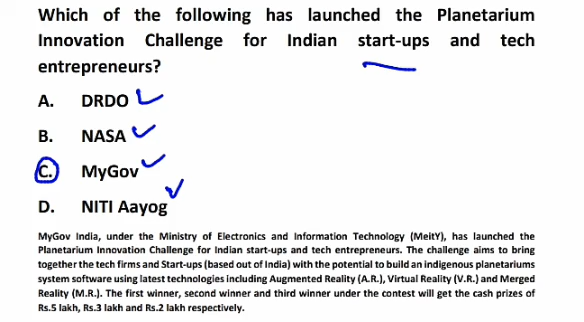 Which of the following has launched the Planetarium
Innovation Challenge for Indian start-ups and tech
entrepreneurs?
A. DRDO
B. NASA
C. MyGov
D. NITI Aayog
MyGov India, under the Ministry of Electronics and Information Technology (MeitY), has launched the
Planetarium Innovation Challenge for Indian start-ups and tech entrepreneurs. The challenge aims to bring
together the tech firms and Start-ups (based out of India) with the potential to build an indigenous planetariums
system software using latest technologies including Augmented Reality (A.R.), Virtual Reality (V.R.) and Merged
Reality (M.R.). The first winner, second winner and third winner under the contest will get the cash prizes of
Rs.5 lakh, Rs.3 lakh and Rs.2 lakh respectively.